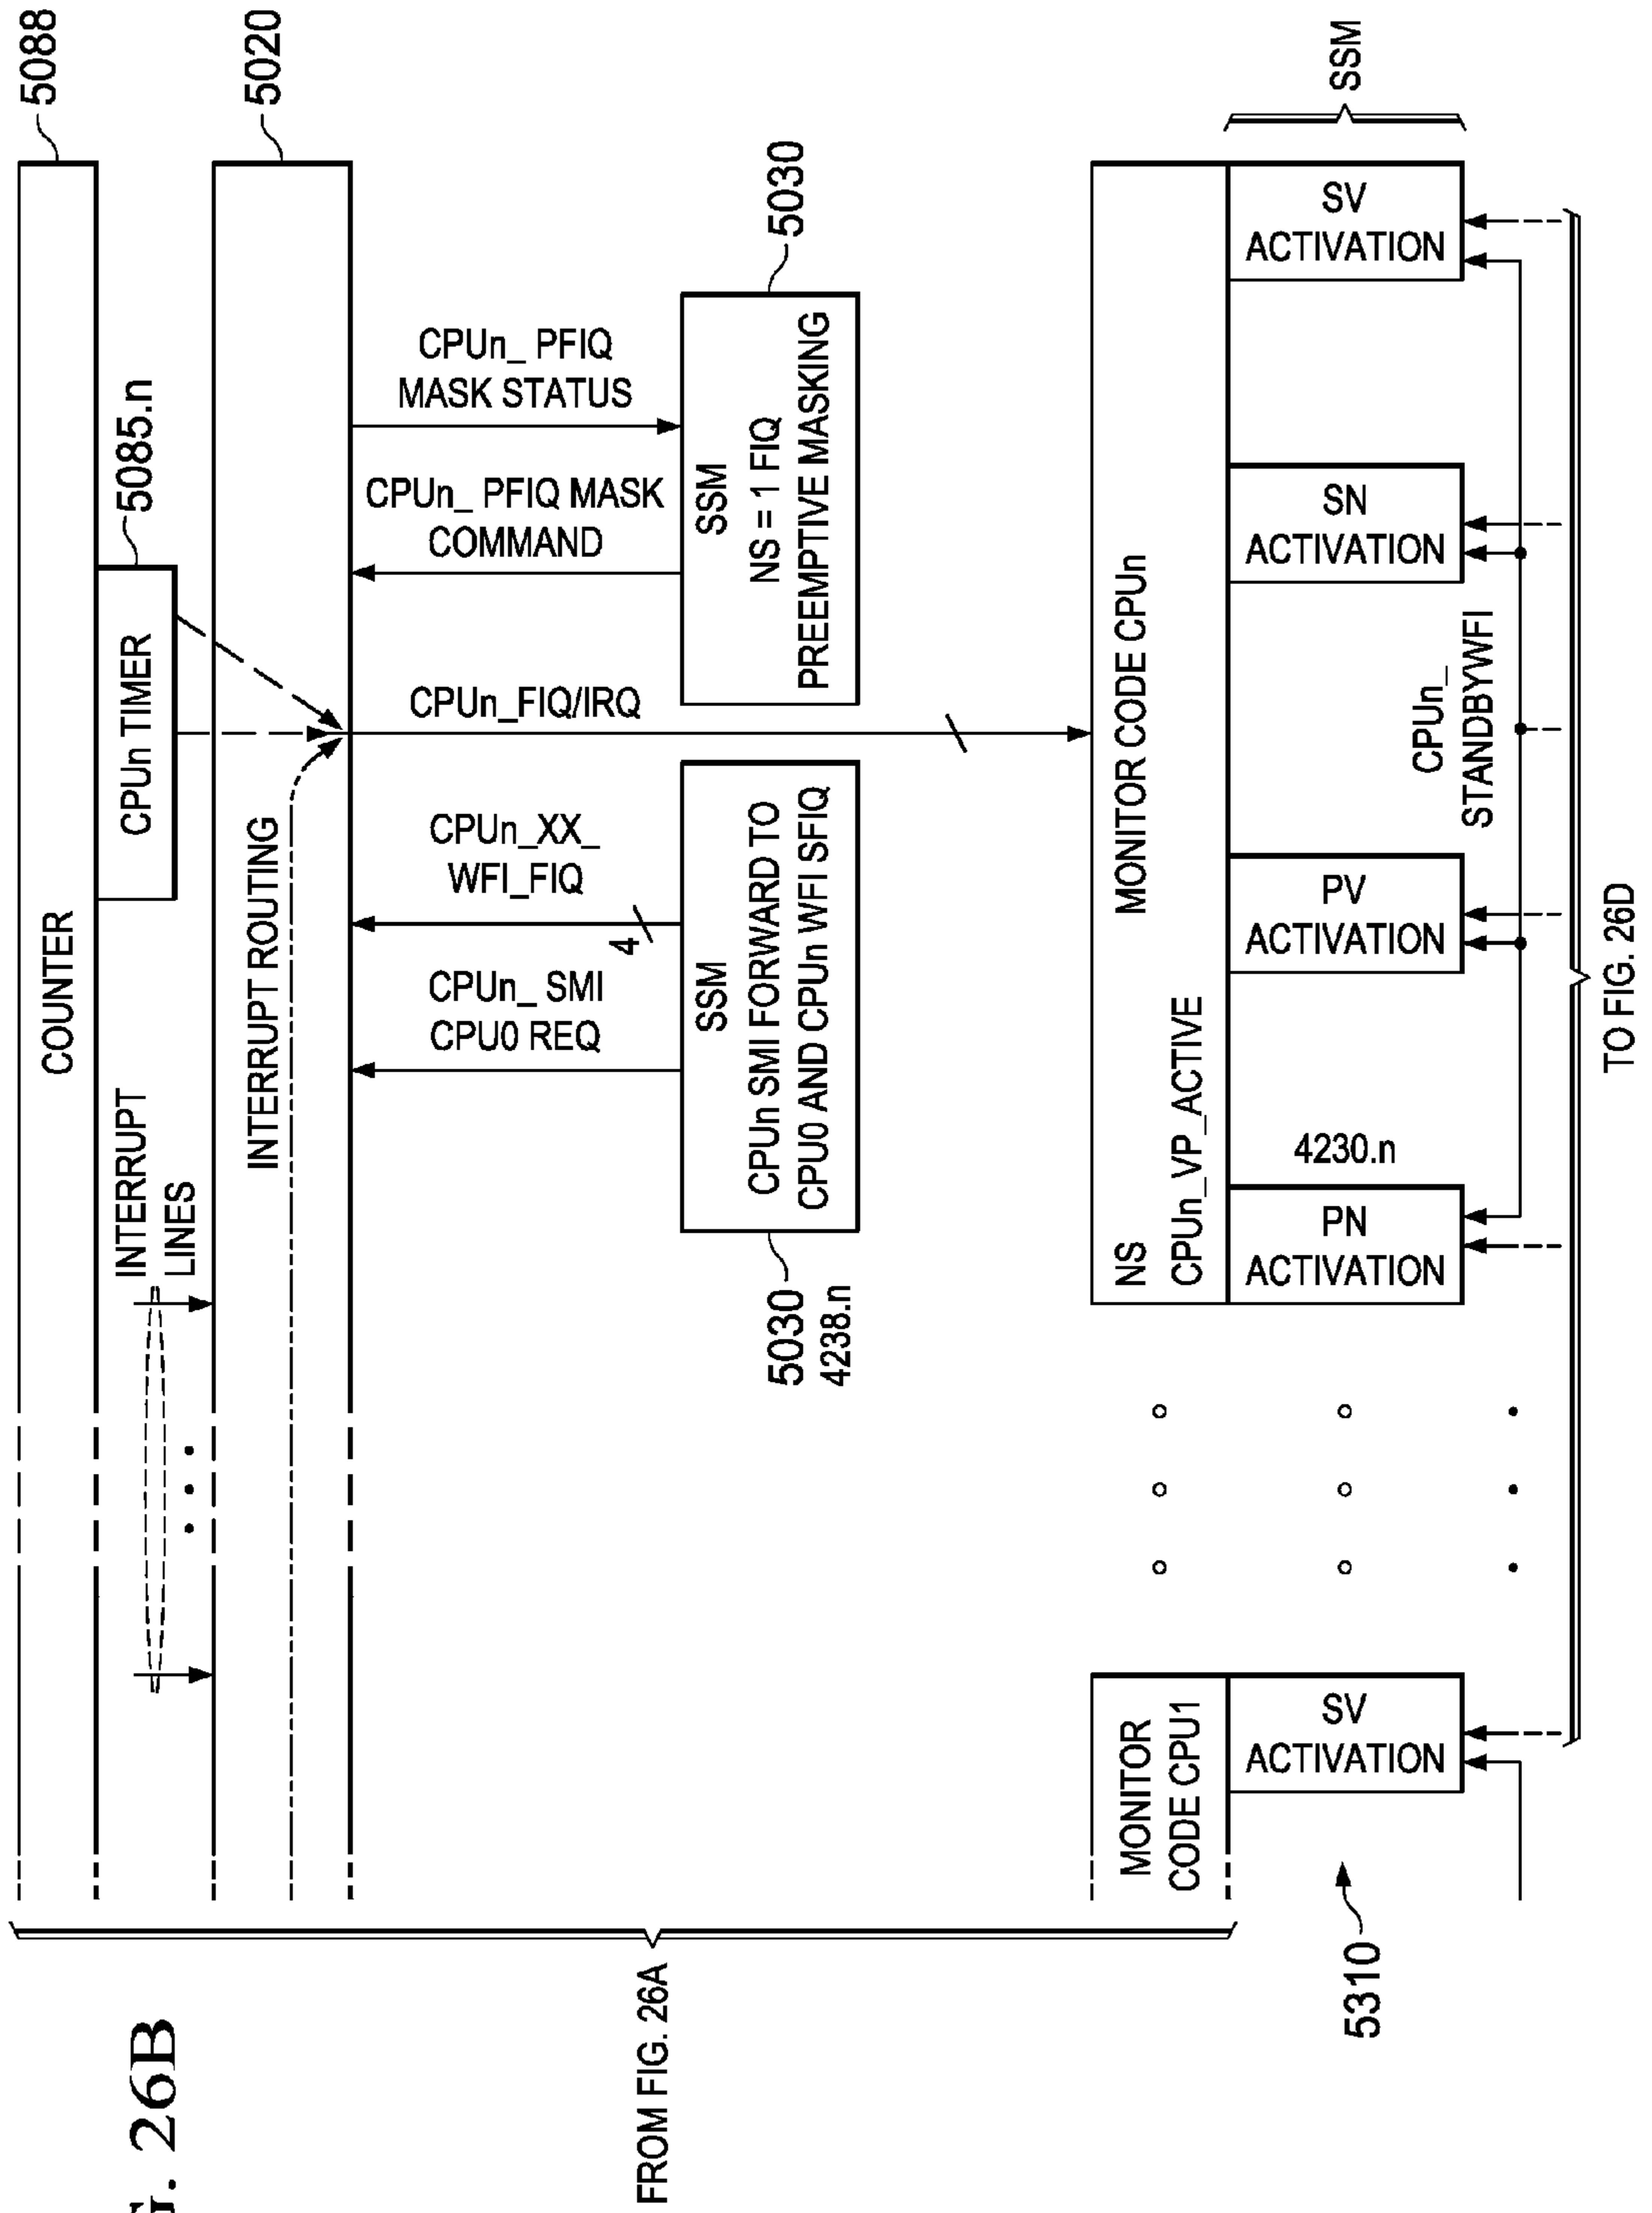 G. 26B
FROM FIG. 26A
COUNTER
5088
INTERRUPT
LINES
CPUn TIMER
5085.n
5020
INTERRUPT ROUTING
CPUn_SMI
CPU0 REQ
CPUn_XX_
WFI_FIQ
4
CPUn_FIQ/IRQ
CPUn_ PFIQ MASK
COMMAND
CPUn_ PFIQ
MASK STATUS
SSM
CPUn SMI FORWARD TO
CPU0 AND CPUn WFI SFIQ
5030
4238.n
SSM
NS = 1 FIQ
PREEMPTIVE MASKING
5030
MONITOR
CODE CPU1
SV
ACTIVATION
5310
NS
MONITOR CODE CPUn
CPUn_VP_ACTIVE
PN
ACTIVATION
4230.n
PV
ACTIVATION
SN
ACTIVATION
SV
ACTIVATION
SSM
CPUn_
STANDBYWFI
TO FIG. 26D